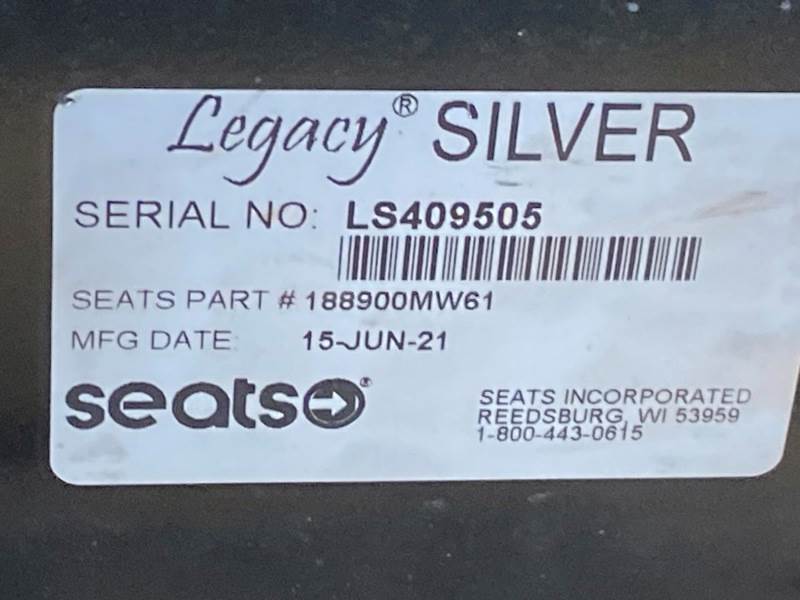 Legacy® SILVER
SERIAL NO: LS409505
SEATS PART # 188900MW61
MFG DATE: 15-JUN-21
seats®
SEATS INCORPORATED
REEDSBURG, WI 53959
1-800-443-0615